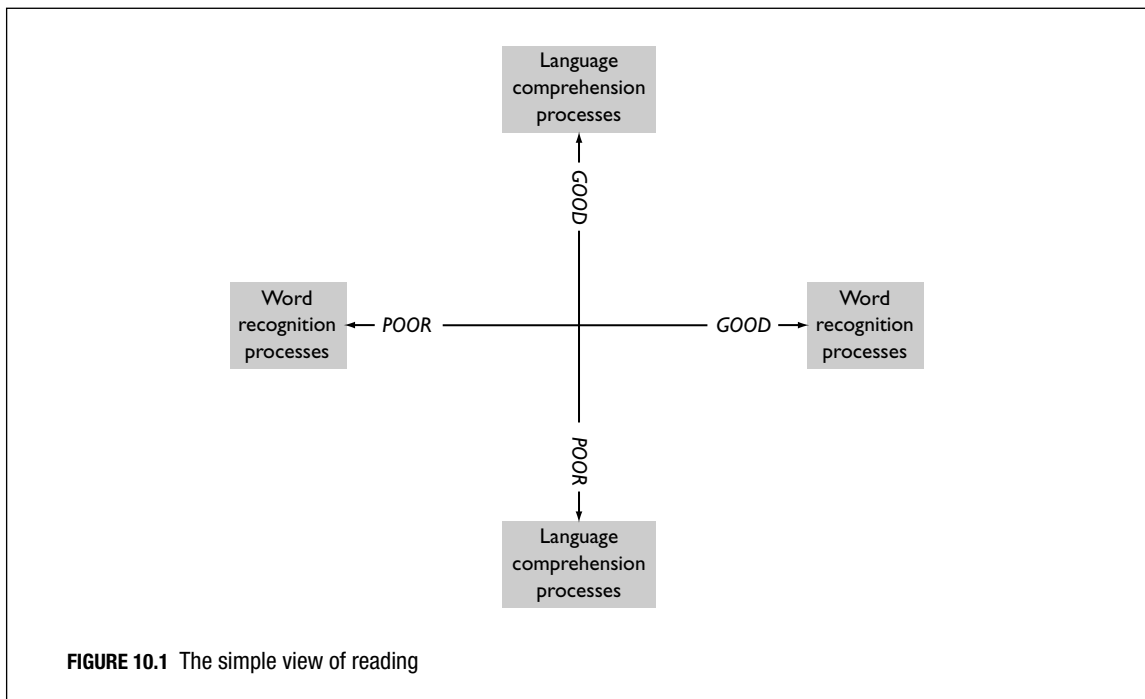 Language
comprehension
processes
GOOD
Word
recognition
processes
POOR
GOOD
Word
recognition
processes
POOR
Language
comprehension
processes
FIGURE 10.1 The simple view of reading